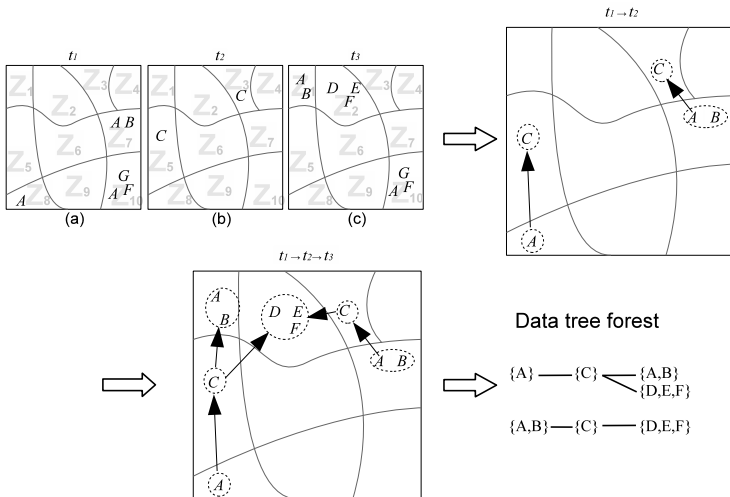 t1 t2 t3 t1→t2
Z1 Z2 Z3 Z4 Z5 Z6 Z7 Z8 Z9 Z10 A B G A F A
Z3 Z4 Z2 Z5 Z6 Z7 Z8 Z9 Z10 C C
Z1 Z2 Z3 Z4 Z5 Z6 Z7 Z8 Z9 Z10 A B D E F G A F
C A B C A
(a) (b) (c)
t1→t2→t3
A B D E F C A B C A
Data tree forest
{A} {C} {A,B}
{D,E,F}
{A,B} {C} {D,E,F}